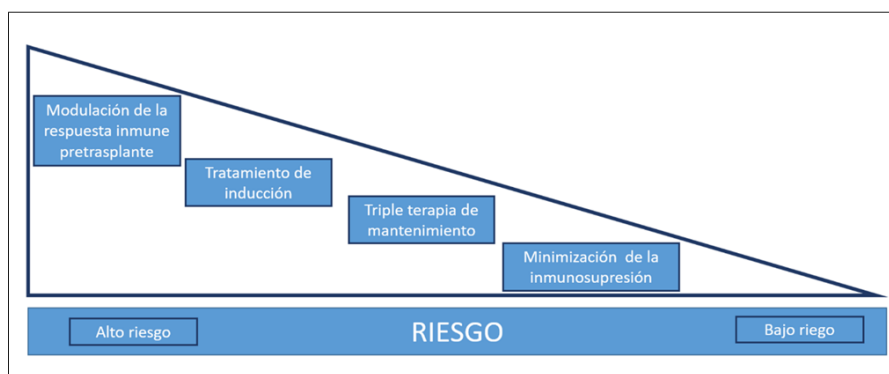 Modulación de la
respuesta inmune
pretrasplante
Tratamiento de
inducción
Triple terapia de
mantenimiento
Minimización de la
inmunosupresión
Alto riesgo
RIESGO
Bajo riego